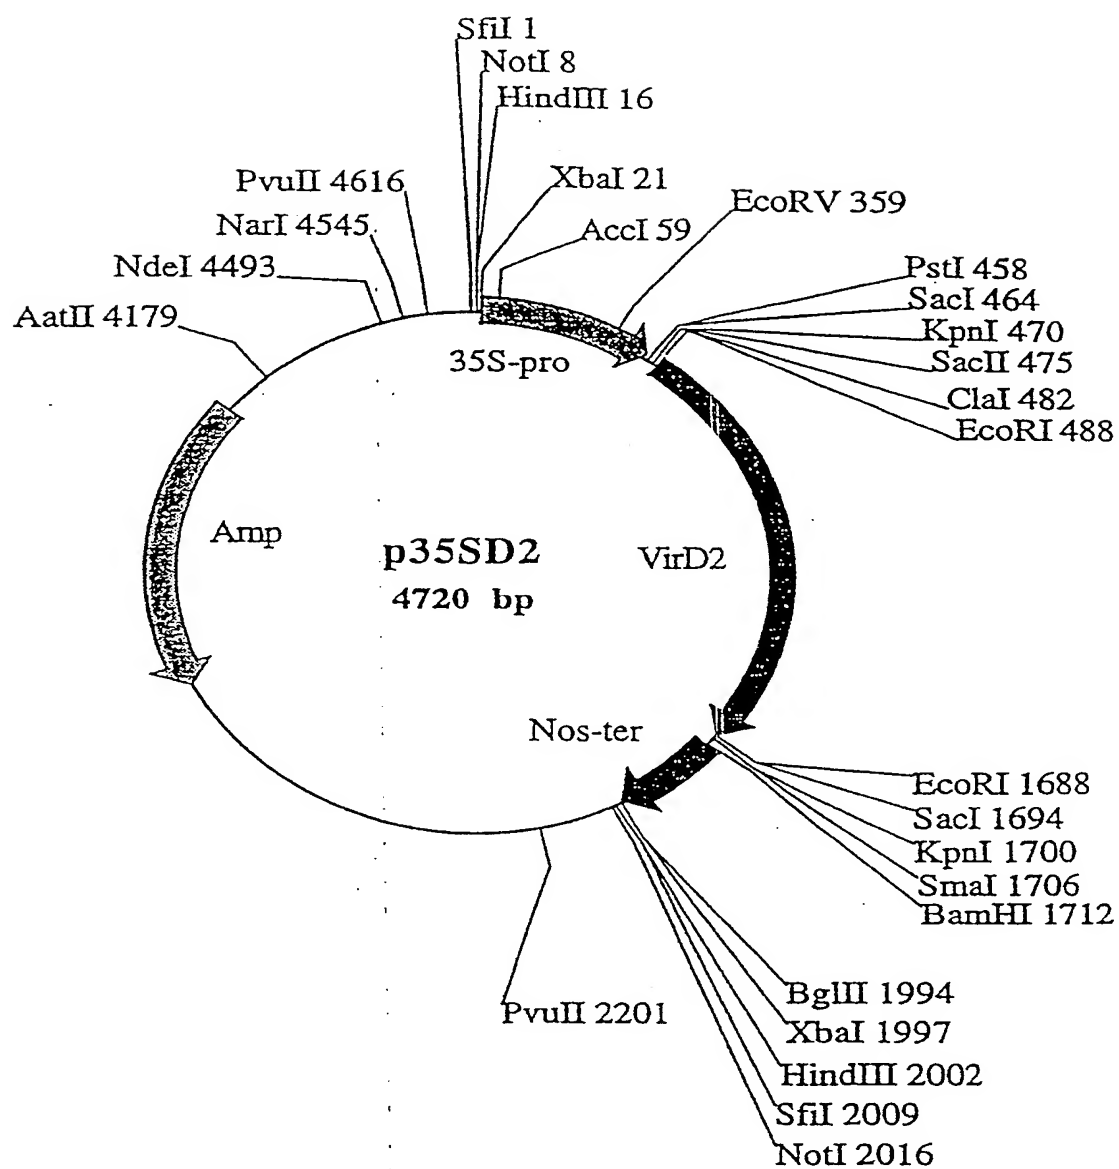 SfiI 1
NotI 8
HindIII 16
XbaI 21
AccI 59
EcoRV 359
PvuII 4616
NarI 4545
NdeI 4493
AatII 4179
PstI 458
SacI 464
KpnI 470
SacII 475
ClaI 482
EcoRI 488
35S-pro
Amp
p35SD2
4720 bp
VirD2
Nos-ter
EcoRI 1688
SacI 1694
KpnI 1700
SmaI 1706
BamHI 1712
PvuII 2201
BglII 1994
XbaI 1997
HindIII 2002
SfiI 2009
NotI 2016